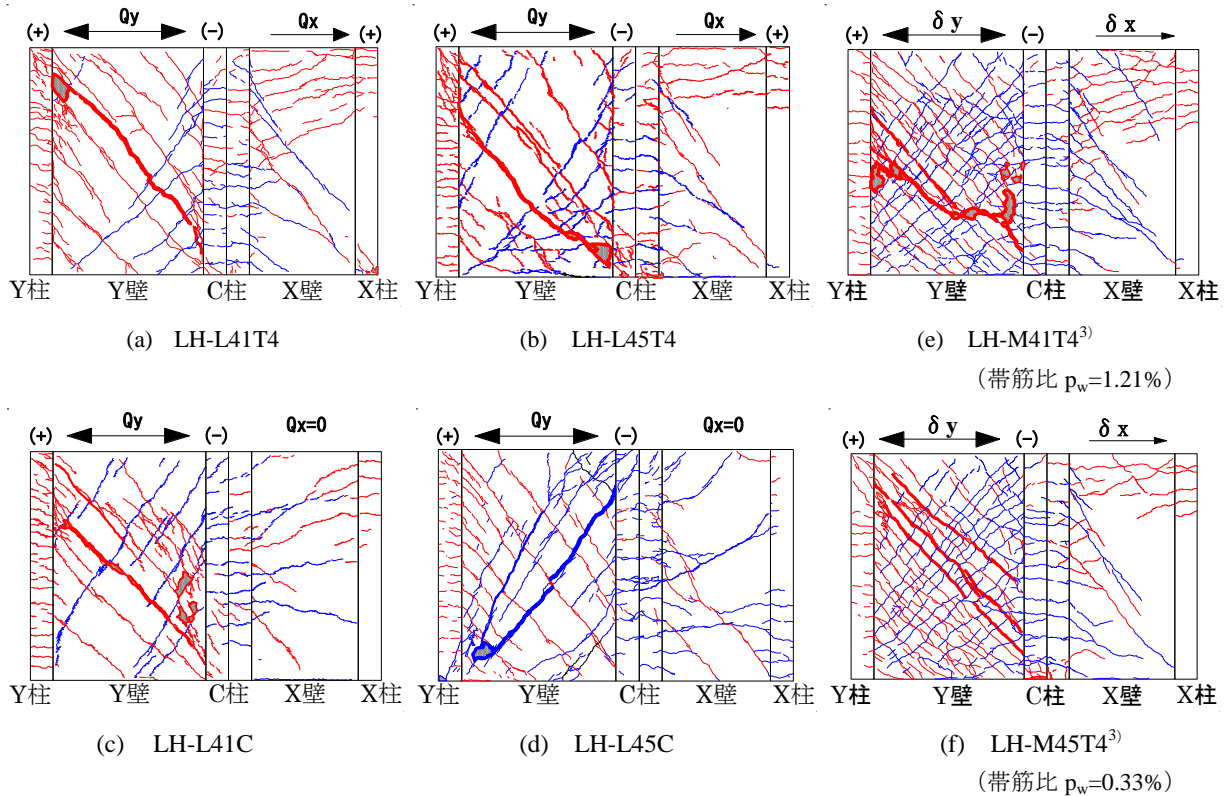 Qy Qx
(+) (-) (+)
Y柱 Y壁 C柱 X壁 X柱
(a) LH-L41T4
Qy Qx
(+) (-) (+)
Y柱 Y壁 C柱 X壁 X柱
(b) LH-L45T4
δy δx
(+) (-)
Y柱 Y壁 C柱 X壁 X柱
(e) LH-M41T4³⁾
（帯筋比 pw=1.21%）
Qy Qx=0
(+) (-)
Y柱 Y壁 C柱 X壁 X柱
(c) LH-L41C
Qy Qx=0
(+) (-)
Y柱 Y壁 C柱 X壁 X柱
(d) LH-L45C
δy δx
(+) (-)
Y柱 Y壁 C柱 X壁 X柱
(f) LH-M45T4³⁾
（帯筋比 pw=0.33%）